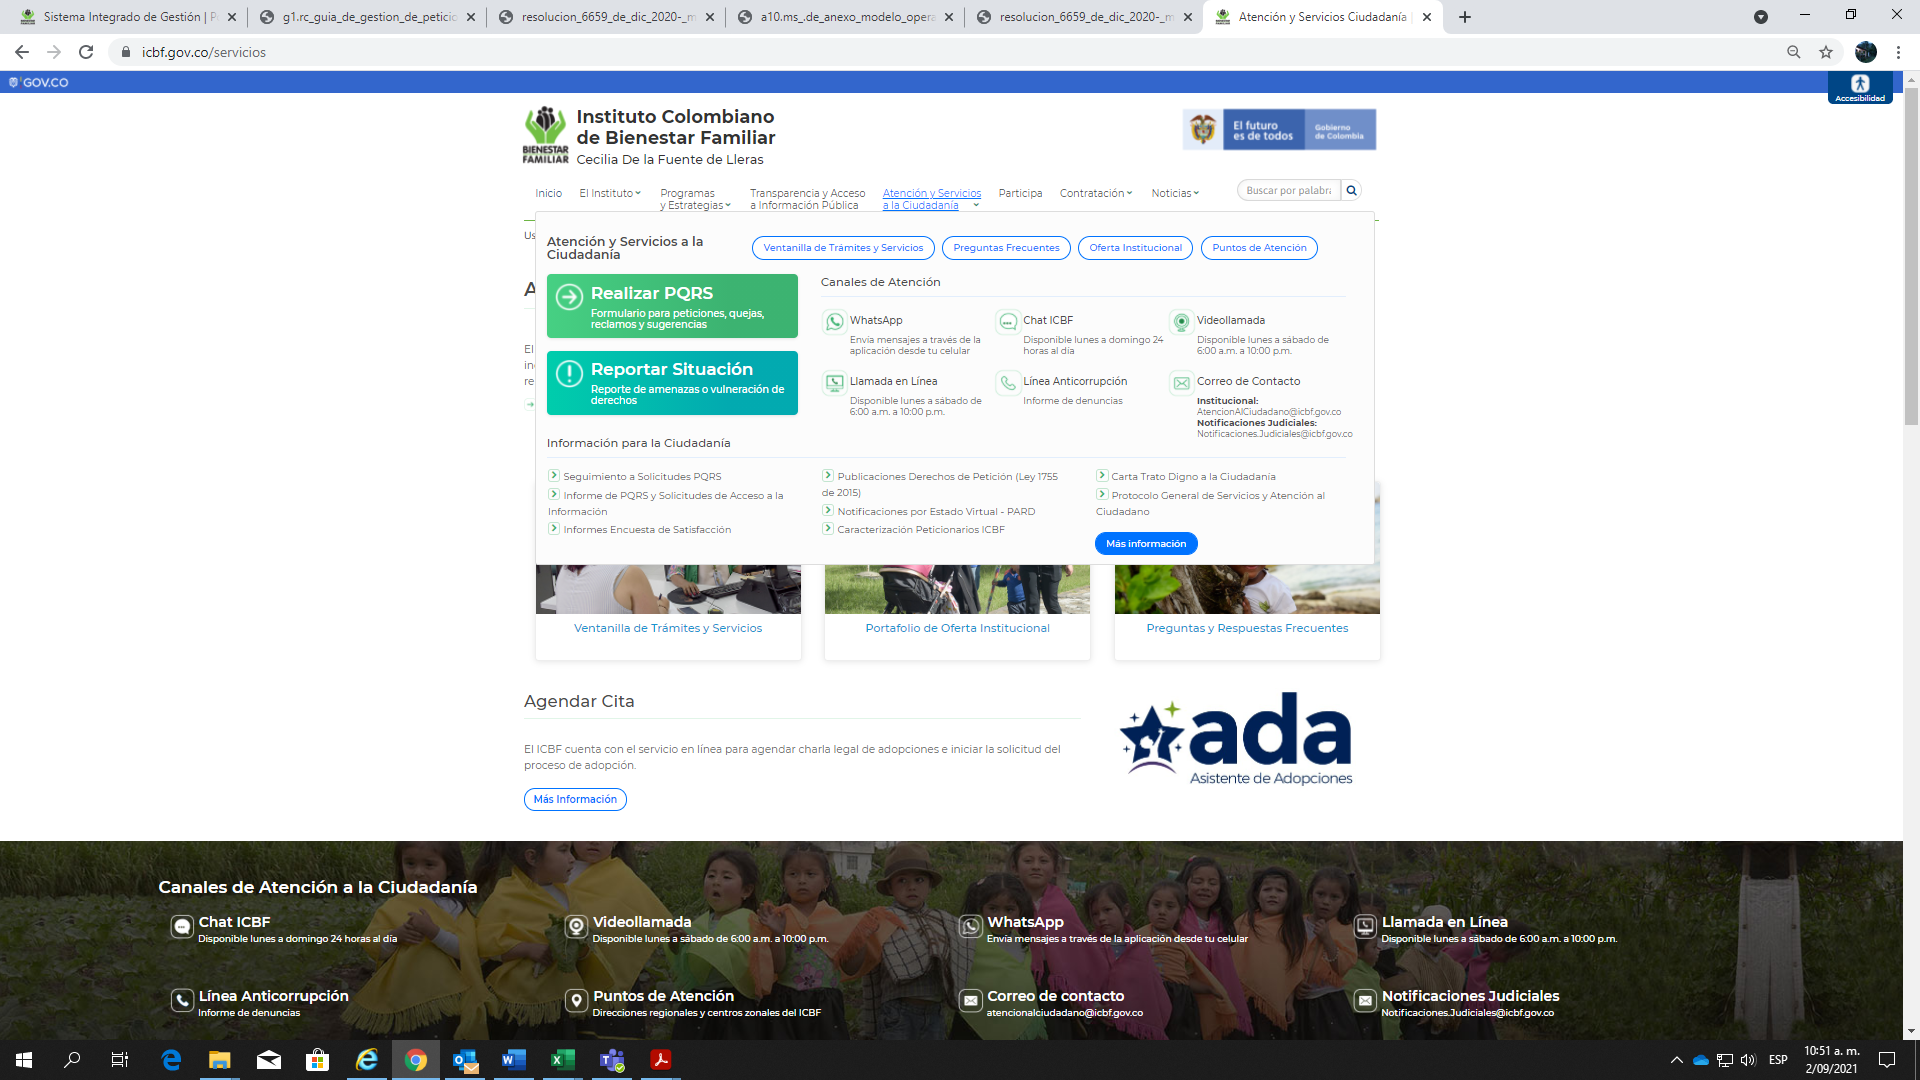 Sistema Integrado de Gestión | P
g1.rc_guia_de_gestion_de_peticio
resolucion_6659_de_dic_2020-_m
a10.ms_.de_anexo_modelo_opera
resolucion_6659_de_dic_2020-_m
Atención y Servicios Ciudadanía |
icbf.gov.co/servicios
GOV.CO
Accesibilidad
BIENESTAR
FAMILIAR
Instituto Colombiano
de Bienestar Familiar
Cecilia De la Fuente de Lleras
El futuro
es de todos
Gobierno
de Colombia
Inicio
El Instituto
Programas
y Estrategias
Transparencia y Acceso
a Información Pública
Atención y Servicios
a la Ciudadanía
Participa
Contratación
Noticias
Buscar por palabra
Us
A
El
in
re
Atención y Servicios a la
Ciudadanía
Ventanilla de Trámites y Servicios
Preguntas Frecuentes
Oferta Institucional
Puntos de Atención
Realizar PQRS
Formulario para peticiones, quejas,
reclamos y sugerencias
Reportar Situación
Reporte de amenazas o vulneración de
derechos
Canales de Atención
WhatsApp
Envía mensajes a través de la
aplicación desde tu celular
Chat ICBF
Disponible lunes a domingo 24
horas al día
Videollamada
Disponible lunes a sábado de
6:00 a.m. a 10:00 p.m.
Llamada en Línea
Disponible lunes a sábado de
6:00 a.m. a 10:00 p.m.
Línea Anticorrupción
Informe de denuncias
Correo de Contacto
Institucional:
AtencionAlCiudadano@icbf.gov.co
Notificaciones Judiciales:
Notificaciones.Judiciales@icbf.gov.co
Información para la Ciudadanía
Seguimiento a Solicitudes PQRS
Informe de PQRS y Solicitudes de Acceso a la
Información
Informes Encuesta de Satisfacción
Publicaciones Derechos de Petición (Ley 1755
de 2015)
Notificaciones por Estado Virtual - PARD
Caracterización Peticionarios ICBF
Carta Trato Digno a la Ciudadanía
Protocolo General de Servicios y Atención al
Ciudadano
Más información
Ventanilla de Trámites y Servicios
Portafolio de Oferta Institucional
Preguntas y Respuestas Frecuentes
Agendar Cita
El ICBF cuenta con el servicio en línea para agendar charla legal de adopciones e iniciar la solicitud del
proceso de adopción.
Más Información
ada
Asistente de Adopciones
Canales de Atención a la Ciudadanía
Chat ICBF
Disponible lunes a domingo 24 horas al día
Videollamada
Disponible lunes a sábado de 6:00 a.m. a 10:00 p.m.
WhatsApp
Envía mensajes a través de la aplicación desde tu celular
Llamada en Línea
Disponible lunes a sábado de 6:00 a.m. a 10:00 p.m.
Línea Anticorrupción
Informe de denuncias
Puntos de Atención
Direcciones regionales y centros zonales del ICBF
Correo de contacto
atencionalciudadano@icbf.gov.co
Notificaciones Judiciales
Notificaciones.Judiciales@icbf.gov.co
ESP
10:51 a. m.
2/09/2021